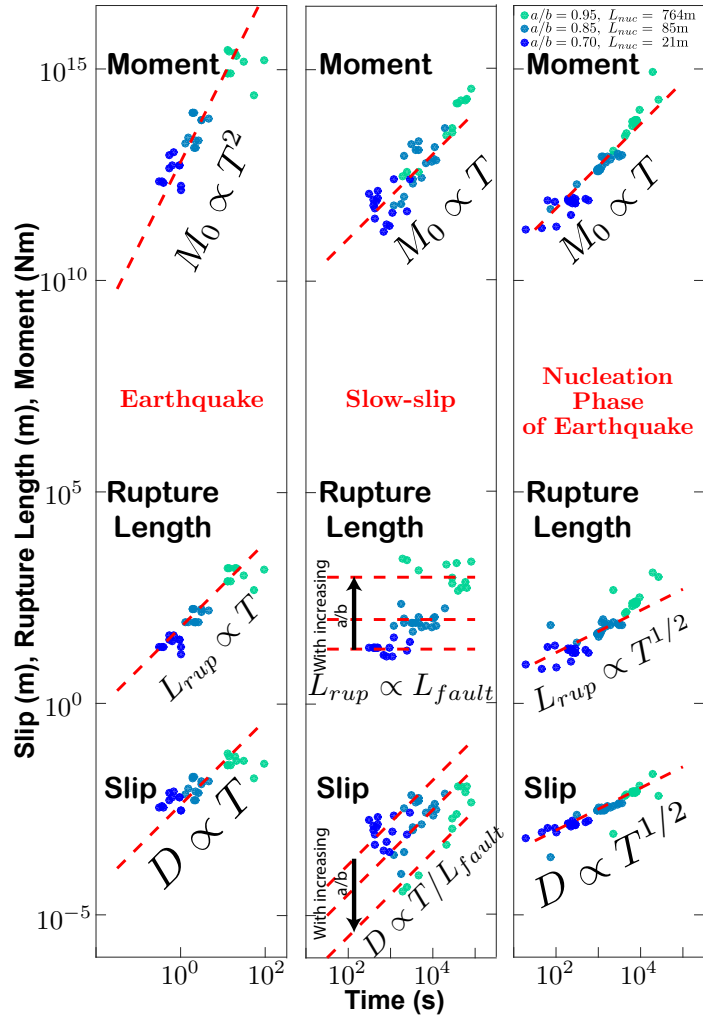 Slip (m), Rupture Length (m), Moment (Nm)
10^15
10^10
10^5
10^0
10^−5
Moment
M_0 ∝ T^2
Earthquake
Rupture
Length
L_rup ∝ T
Slip
D ∝ T
10^0
10^2
Moment
M_0 ∝ T
Slow-slip
Rupture
Length
With increasing
a/b
L_rup ∝ L_fault
Slip
With increasing
a/b
D ∝ T/L_fault
10^2
10^4
a/b = 0.95, L_nuc = 764m
a/b = 0.85, L_nuc = 85m
a/b = 0.70, L_nuc = 21m
Moment
M_0 ∝ T
Nucleation
Phase
of Earthquake
Rupture
Length
L_rup ∝ T^1/2
Slip
D ∝ T^1/2
10^2
10^4
Time (s)